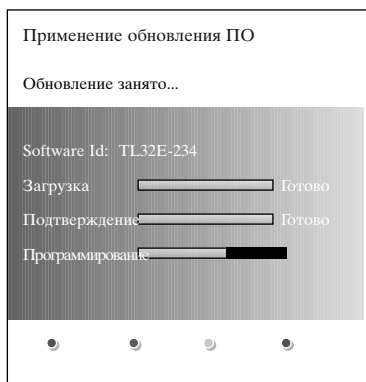 Применение обновления ПО
Обновление занято...
Software Id: TL32E-234
Загрузка Готово
Подтверждение Готово
Программирование